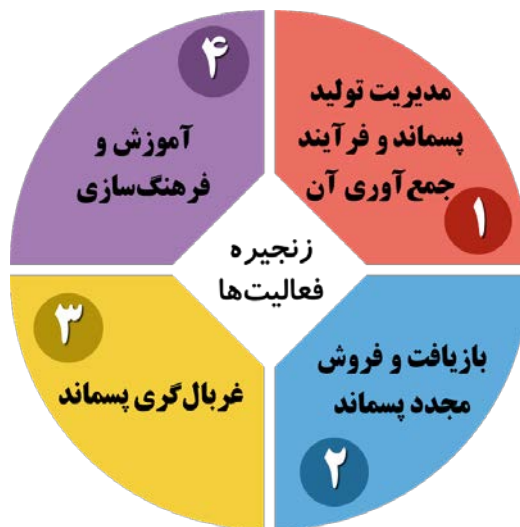 زنجیره
فعالیت‌ها
مدیریت تولید
پسماند و فرآیند
جمع‌آوری آن
۱
بازیافت و فروش
مجدد پسماند
۲
۳
غربال‌گری پسماند
۴
آموزش و
فرهنگ‌سازی